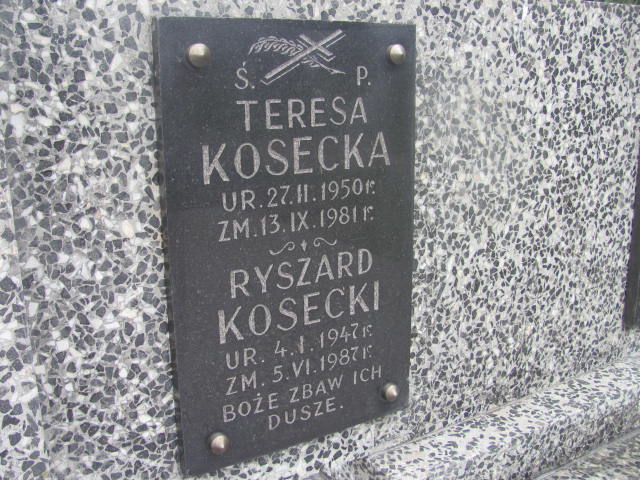 Ś. P.
TERESA
KOSECKA
UR. 27.II.1950 r.
ZM. 13.IX.1981 r.
RYSZARD
KOSECKI
UR. 4.I.1947 r.
ZM. 5.VI.1987 r.
BOŻE ZBAW ICH
DUSZE.